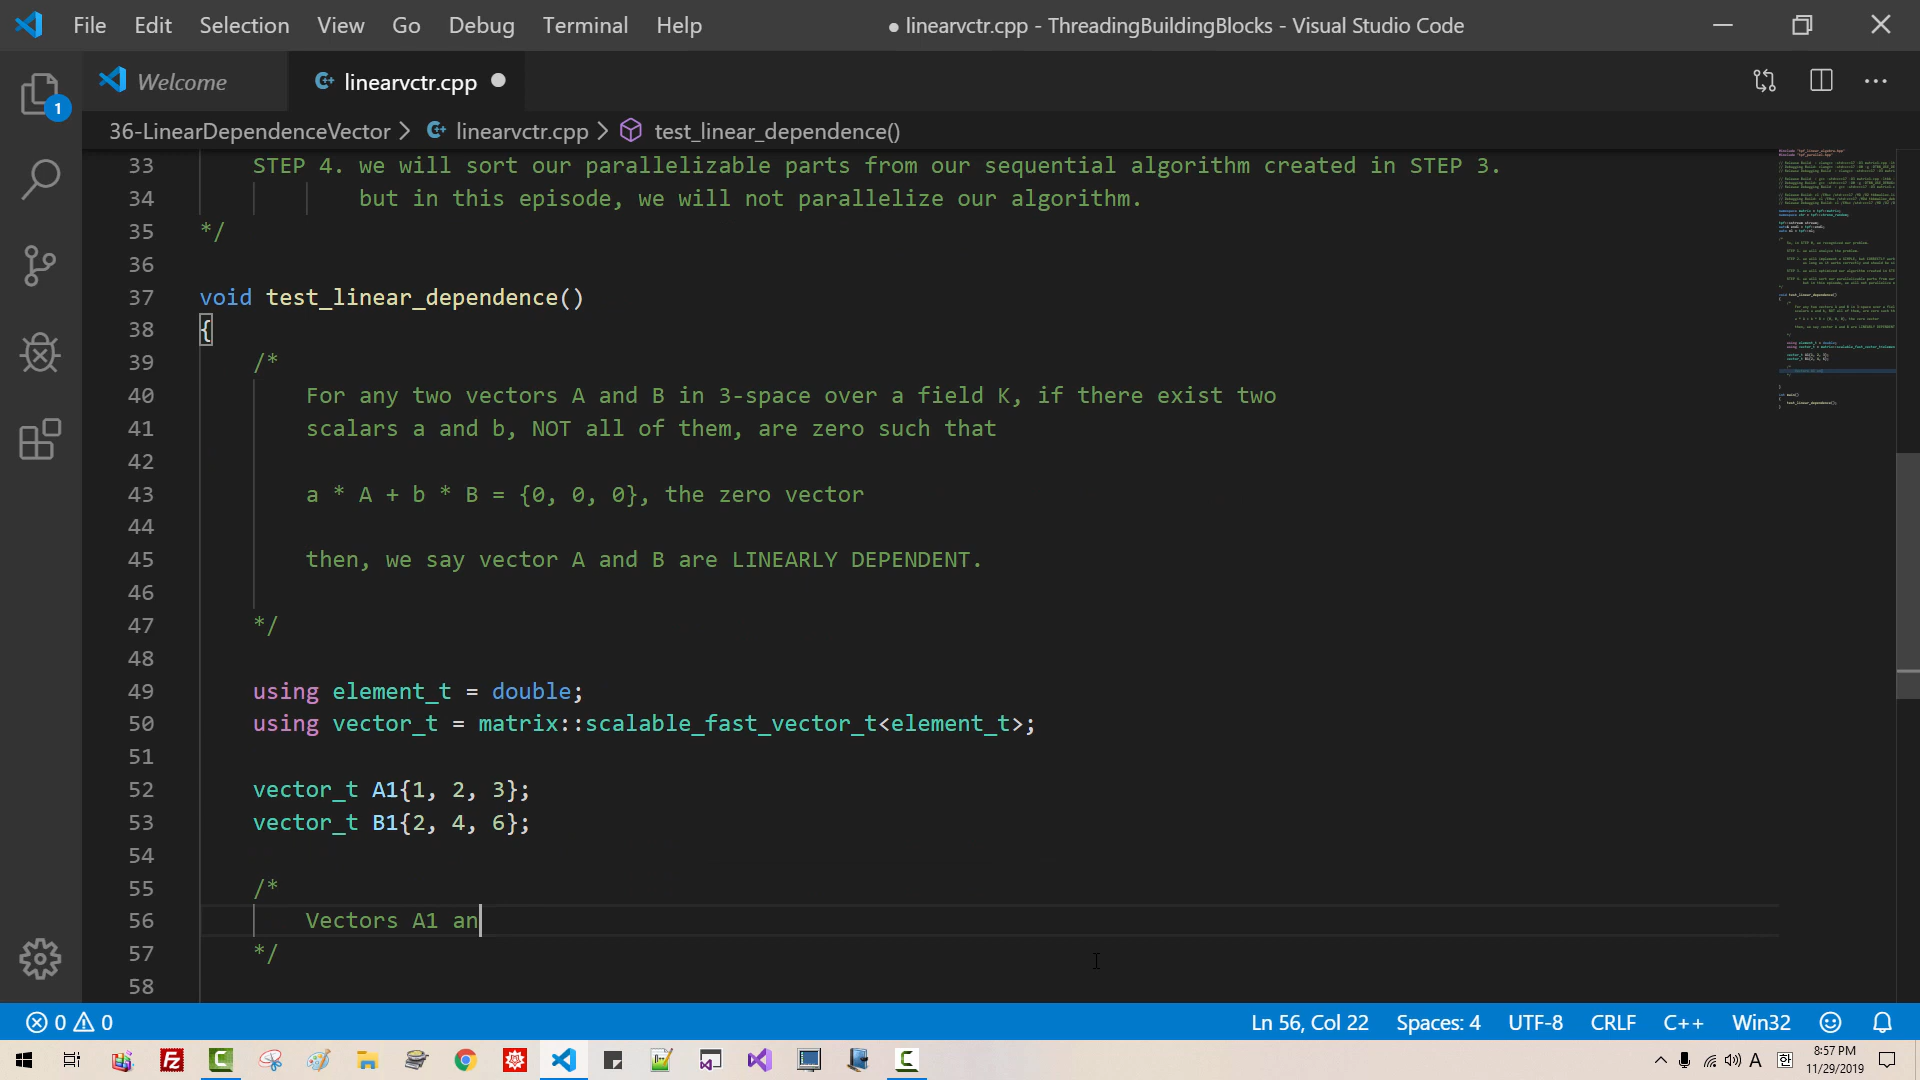 File Edit Selection View Go Debug Terminal Help ● linearvctr.cpp - ThreadingBuildingBlocks - Visual Studio Code
Welcome linearvctr.cpp
1
36-LinearDependenceVector > linearvctr.cpp > test_linear_dependence()
33 STEP 4. we will sort our parallelizable parts from our sequential algorithm created in STEP 3.
34 but in this episode, we will not parallelize our algorithm.
35 */
36
37 void test_linear_dependence()
38 {
39 /*
40 For any two vectors A and B in 3-space over a field K, if there exist two
41 scalars a and b, NOT all of them, are zero such that
42
43 a * A + b * B = {0, 0, 0}, the zero vector
44
45 then, we say vector A and B are LINEARLY DEPENDENT.
46
47 */
48
49 using element_t = double;
50 using vector_t = matrix::scalable_fast_vector_t<element_t>;
51
52 vector_t A1{1, 2, 3};
53 vector_t B1{2, 4, 6};
54
55 /*
56 Vectors A1 an
57 */
58
0 0 Ln 56, Col 22 Spaces: 4 UTF-8 CRLF C++ Win32
A 한 8:57 PM
11/29/2019